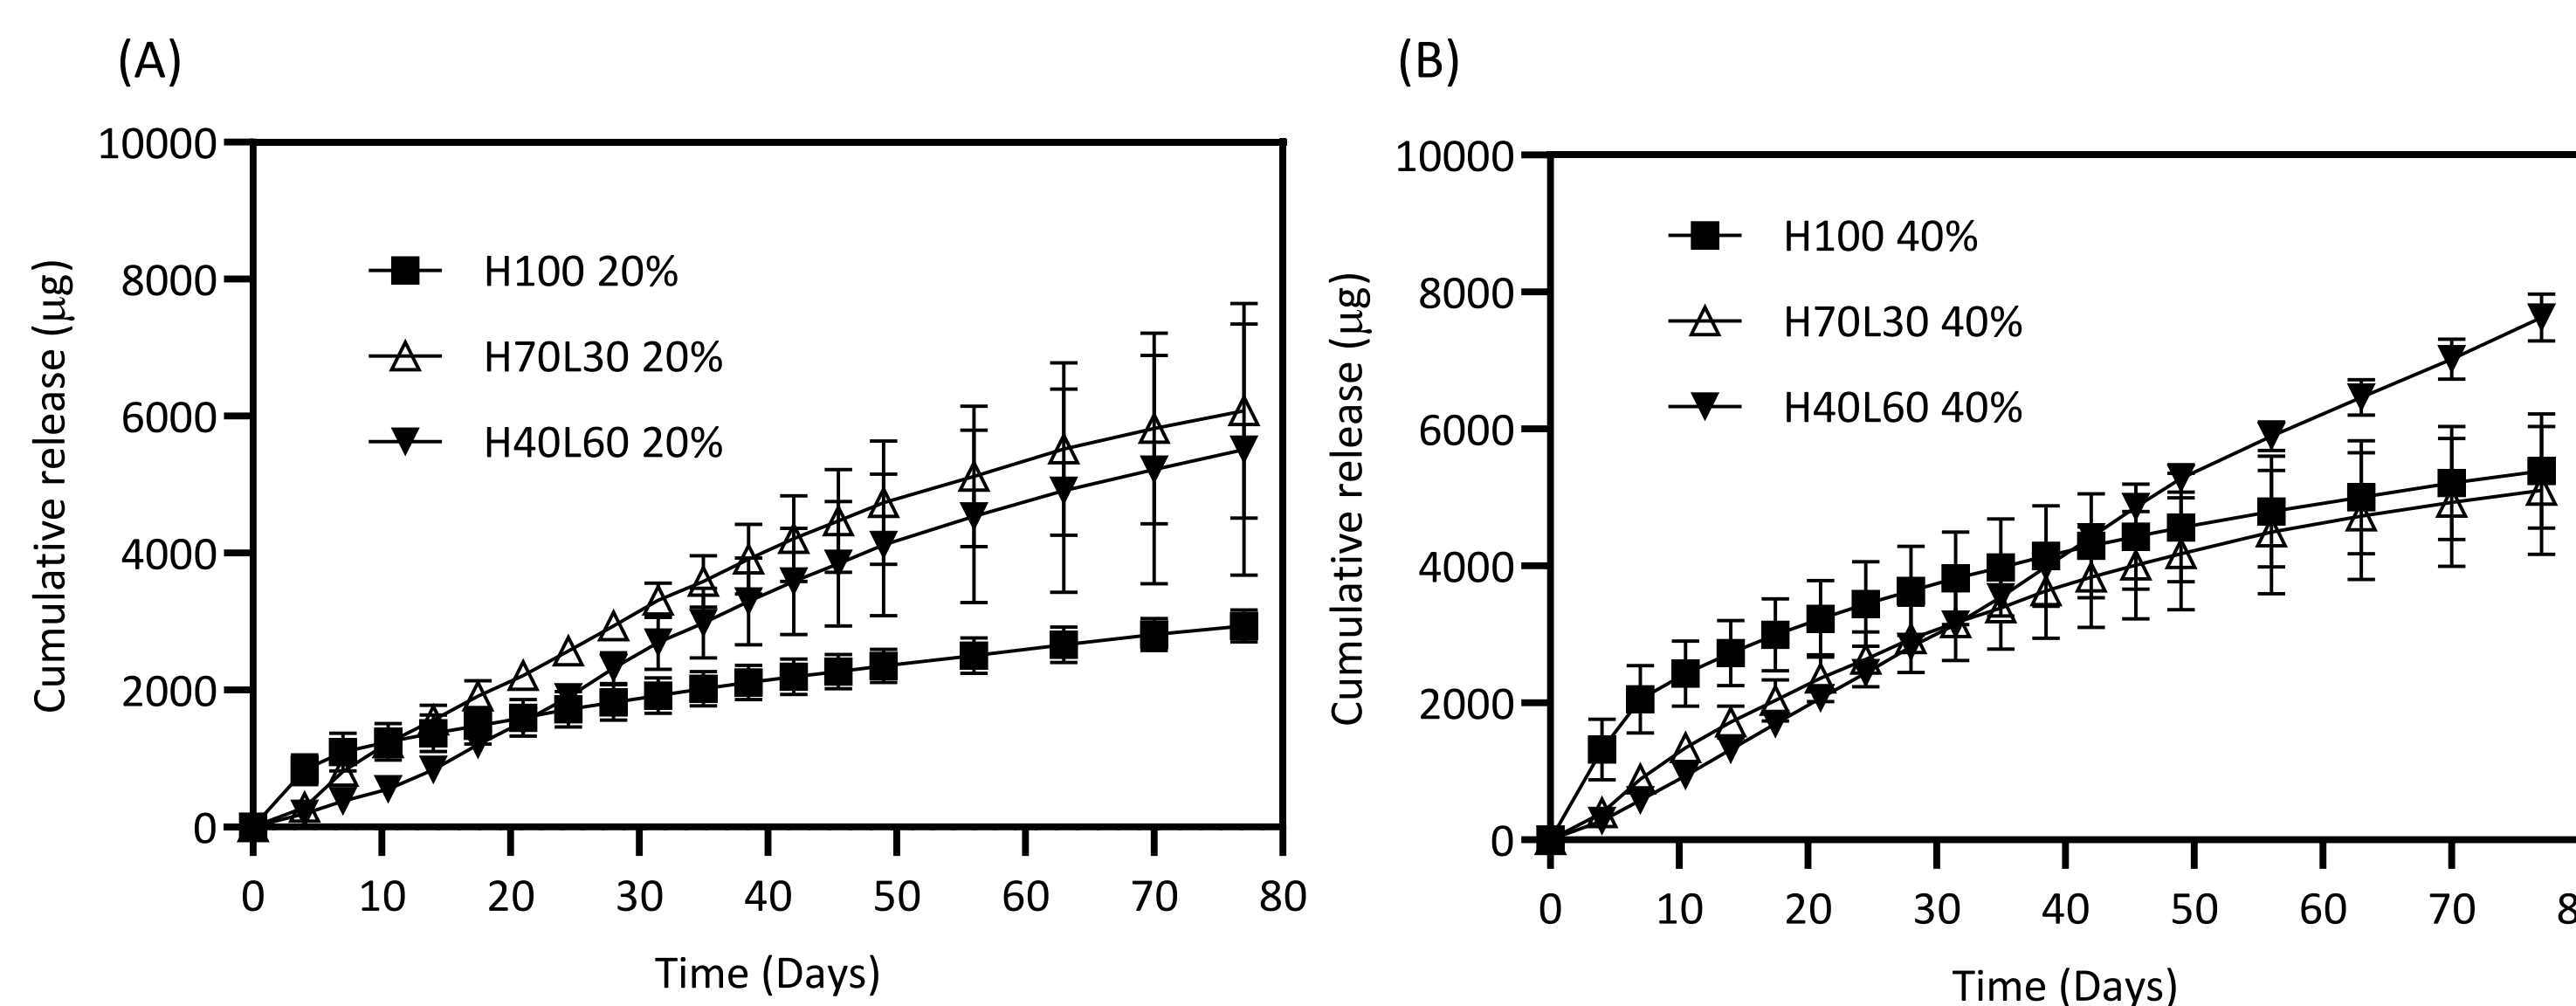 (A)
10000
8000
6000
4000
2000
0
0 10 20 30 40 50 60 70 80
Cumulative release (µg)
Time (Days)
H100 20%
H70L30 20%
H40L60 20%
(B)
10000
8000
6000
4000
2000
0
0 10 20 30 40 50 60 70 8
Cumulative release (µg)
Time (Days)
H100 40%
H70L30 40%
H40L60 40%